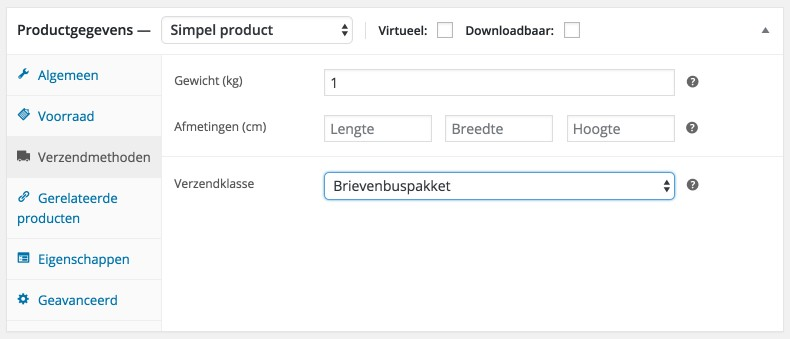 Productgegevens — Simpel product Virtueel: Downloadbaar:
Algemeen
Voorraad
Verzendmethoden
Gerelateerde
producten
Eigenschappen
Geavanceerd
Gewicht (kg) 1
Afmetingen (cm) Lengte Breedte Hoogte
Verzendklasse Brievenbuspakket